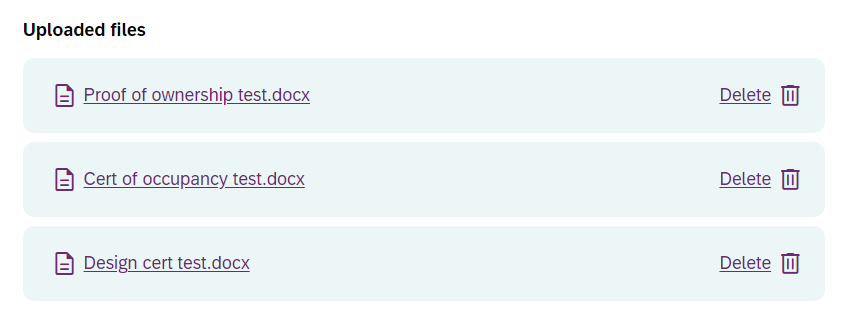 Uploaded files
Proof of ownership test.docx Delete
Cert of occupancy test.docx Delete
Design cert test.docx Delete